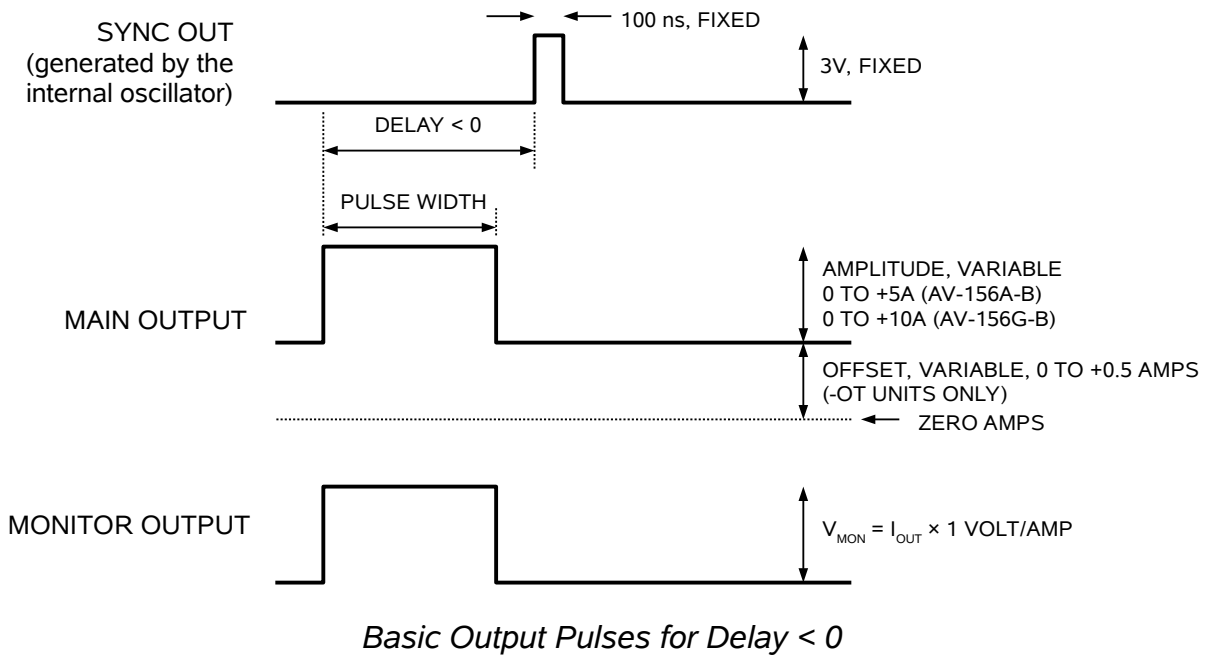 SYNC OUT
(generated by the
internal oscillator)
100 ns, FIXED
3V, FIXED
DELAY < 0
PULSE WIDTH
MAIN OUTPUT
AMPLITUDE, VARIABLE
0 TO +5A (AV-156A-B)
0 TO +10A (AV-156G-B)
OFFSET, VARIABLE, 0 TO +0.5 AMPS
(-OT UNITS ONLY)
ZERO AMPS
MONITOR OUTPUT
VMON = IOUT × 1 VOLT/AMP
Basic Output Pulses for Delay < 0